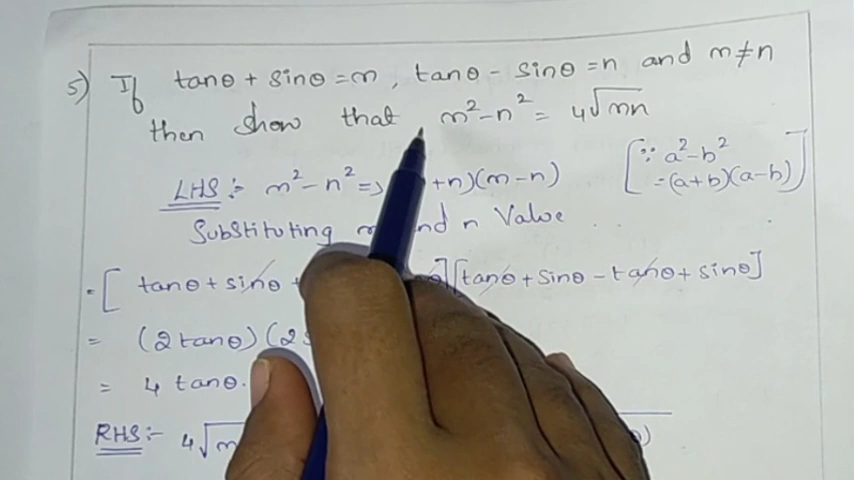 5) If tanθ + sinθ = m, tanθ - sinθ = n and m ≠ n
then show that m² - n² = 4√mn
LHS :- m² - n² => +n)(m-n) [∵ a² - b²
= (a+b)(a-b)]
Substituting nd n Value
= [tanθ + sinθ + ][tanθ + sinθ - tanθ + sinθ]
= (2tanθ)(2s
= 4 tanθ.
RHS :- 4√m θ)